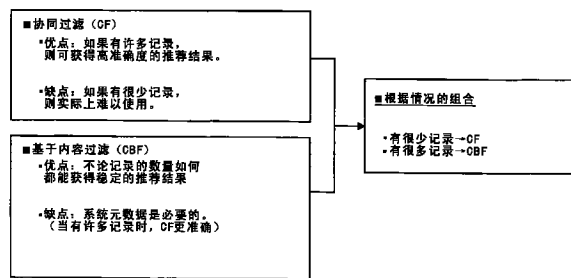 ■协同过滤（CF）
▪优点：如果有许多记录，
则可获得高准确度的推荐结果。
▪缺点：如果有很少记录，
则实际上难以使用。
■基于内容过滤（CBF）
▪优点：不论记录的数量如何
都能获得稳定的推荐结果
▪缺点：系统元数据是必要的。
（当有许多记录时，CF更准确）
■根据情况的组合
▪有很少记录→CF
▪有很多记录→CBF